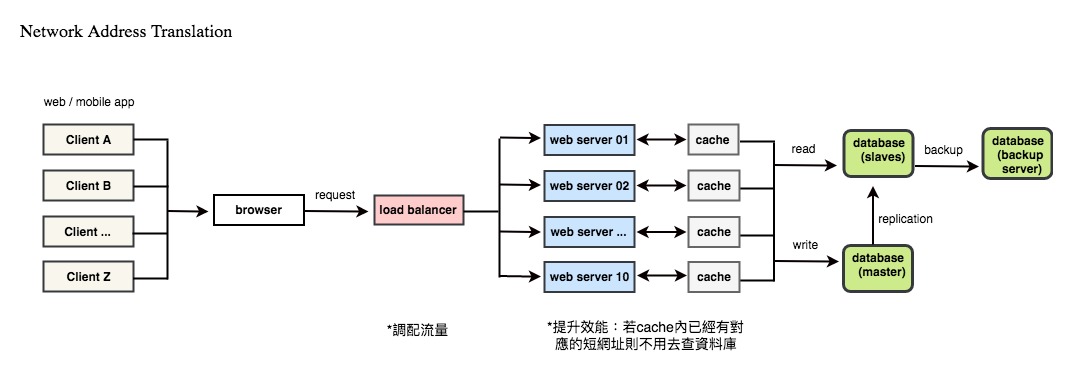 Network Address Translation
web / mobile app
Client A
Client B
Client ...
Client Z
browser
request
load balancer
*調配流量
web server 01
web server 02
web server ...
web server 10
cache
cache
cache
cache
*提升效能：若cache內已經有對
應的短網址則不用去查資料庫
read
write
database
(slaves)
replication
database
(master)
backup
database
(backup
server)